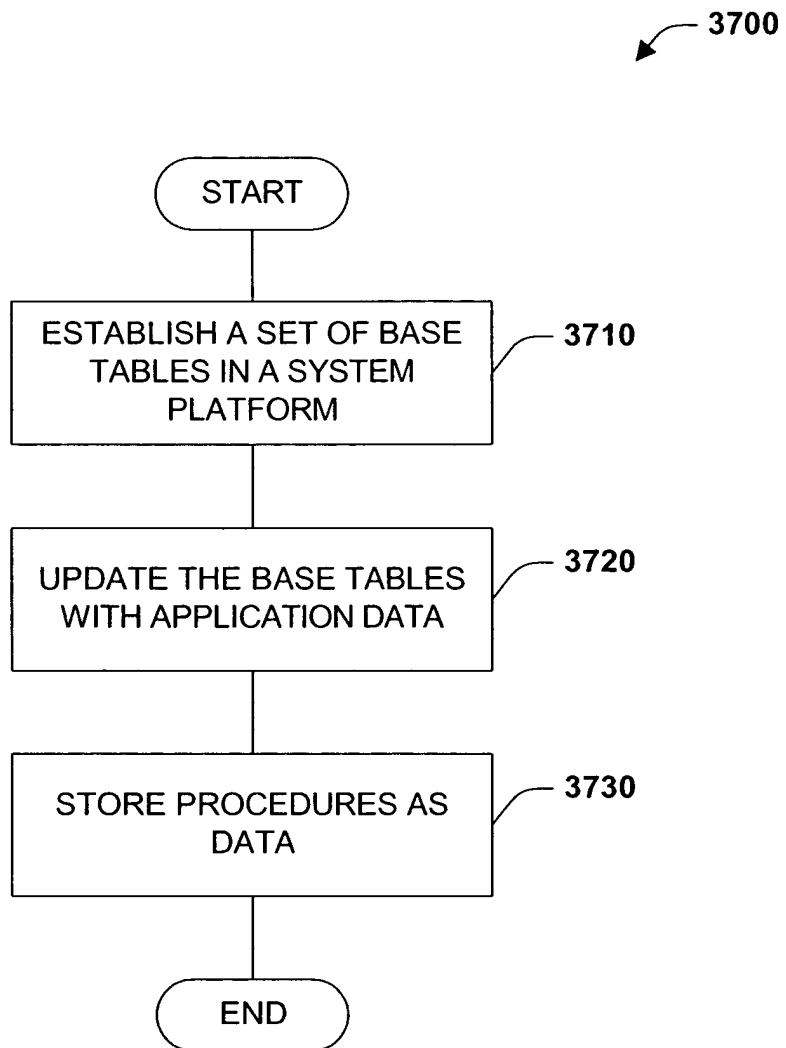 3700
START
ESTABLISH A SET OF BASE
TABLES IN A SYSTEM
PLATFORM
3710
UPDATE THE BASE TABLES
WITH APPLICATION DATA
3720
STORE PROCEDURES AS
DATA
3730
END